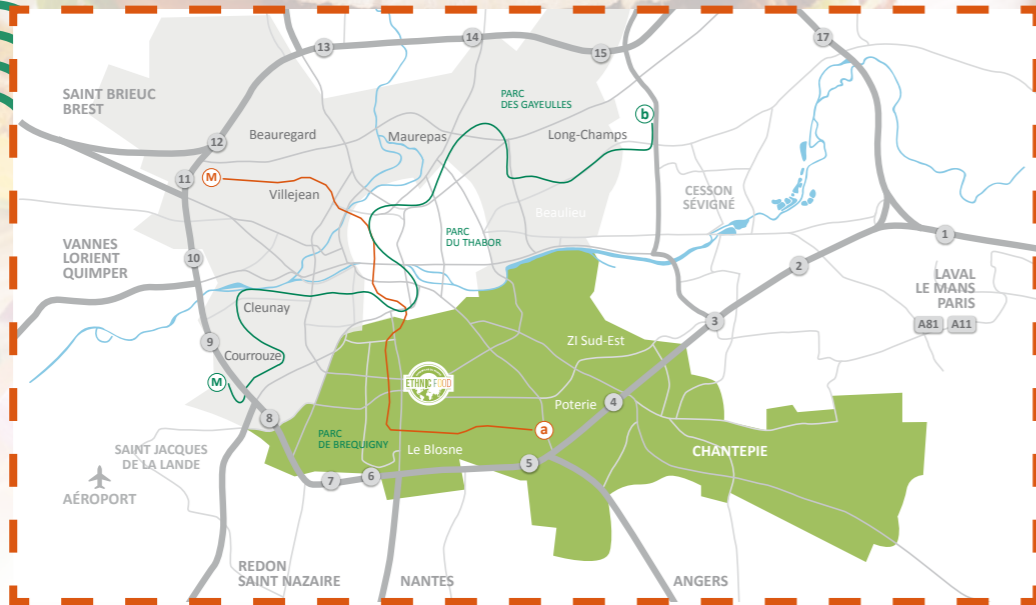 17
14
13
15
SAINT BRIEUC
BREST
PARC
DES GAYEULLES
b
Beauregard
Maurepas
Long-Champs
12
11
M
Villejean
CESSON
SÉVIGNÉ
Beaulieu
PARC
DU THABOR
1
VANNES
LORIENT
QUIMPER
10
2
LAVAL
LE MANS
PARIS
A81 A11
Cleunay
3
9
Courrouze
ZI Sud-Est
M
ETHNIC FOOD
Poterie
4
8
a
PARC
DE BREQUIGNY
Le Blosne
CHANTEPIE
SAINT JACQUES
DE LA LANDE
5
7
6
AÉROPORT
REDON
SAINT NAZAIRE
NANTES
ANGERS